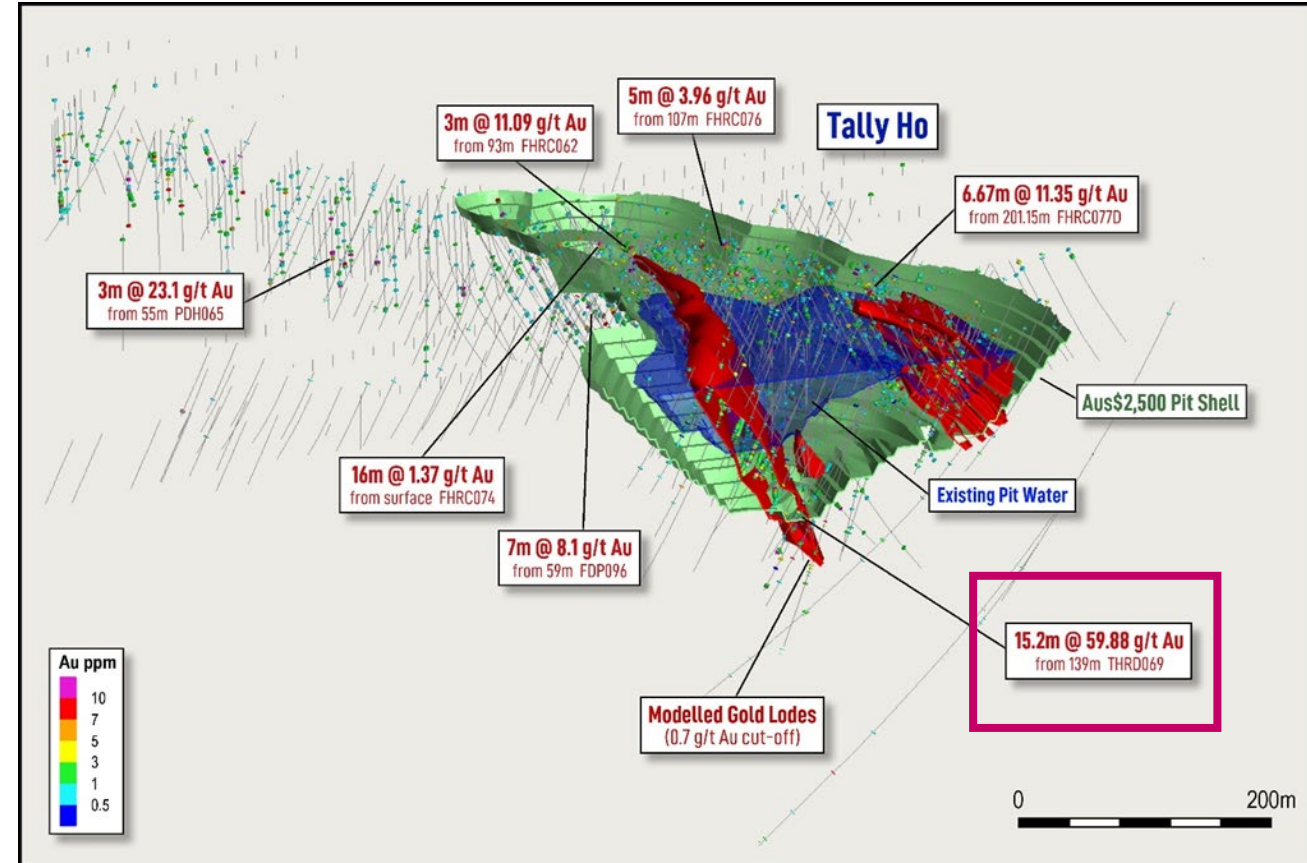 5m @ 3.96 g/t Au
from 107m FHRC076
Tally Ho
3m @ 11.09 g/t Au
from 93m FHRC062
6.67m @ 11.35 g/t Au
from 201.15m FHRC077D
3m @ 23.1 g/t Au
from 55m PDH065
Aus$2,500 Pit Shell
16m @ 1.37 g/t Au
from surface FHRC074
Existing Pit Water
7m @ 8.1 g/t Au
from 59m FDP096
15.2m @ 59.88 g/t Au
from 139m THRD069
Modelled Gold Lodes
(0.7 g/t Au cut-off)
Au ppm
10
7
5
3
1
0.5
0 200m